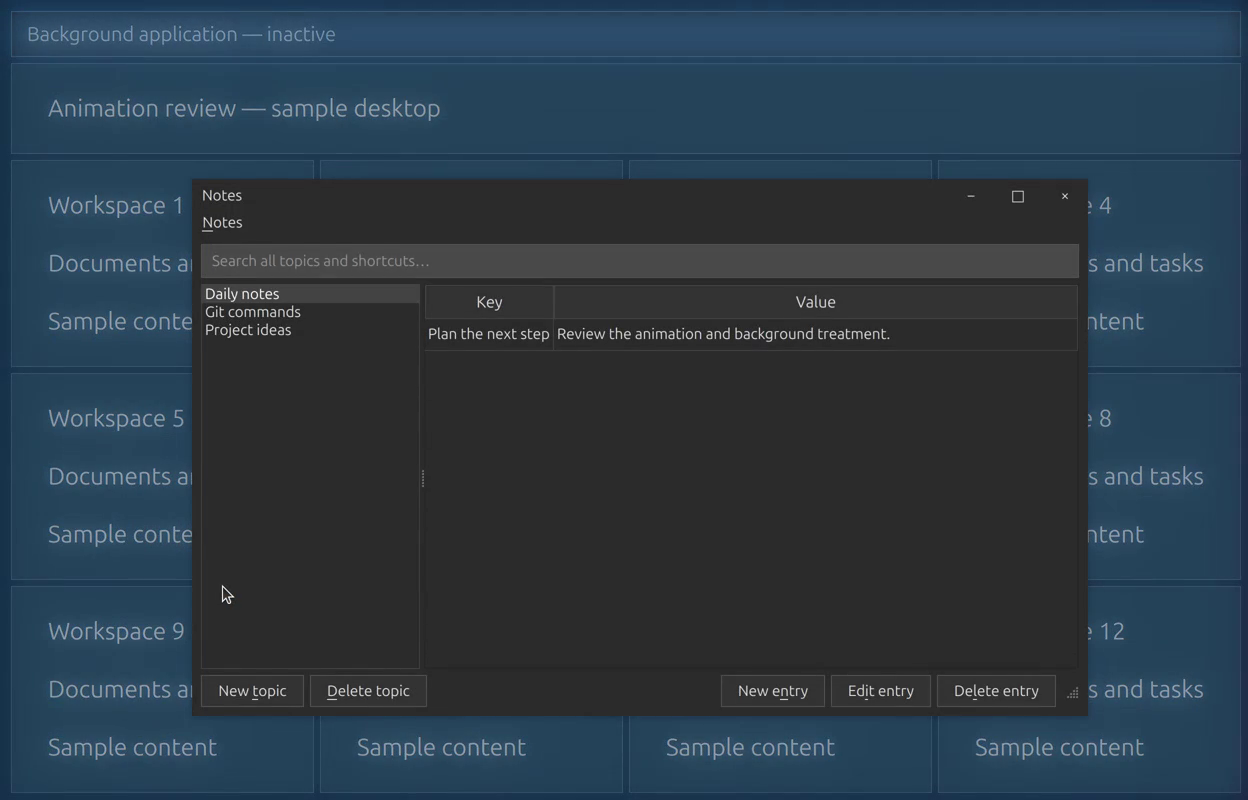 Background application — inactive
Animation review — sample desktop
Workspace 1
Documents a
Sample conte
4
s and tasks
ntent
Notes
Notes
Search all topics and shortcuts...
Daily notes
Git commands
Project ideas
Key Value
Plan the next step Review the animation and background treatment.
Workspace 5
Documents a
Sample conte
8
s and tasks
ntent
New topic Delete topic New entry Edit entry Delete entry
Workspace 9
Documents a
Sample content
Sample content
Sample content
12
s and tasks
Sample content